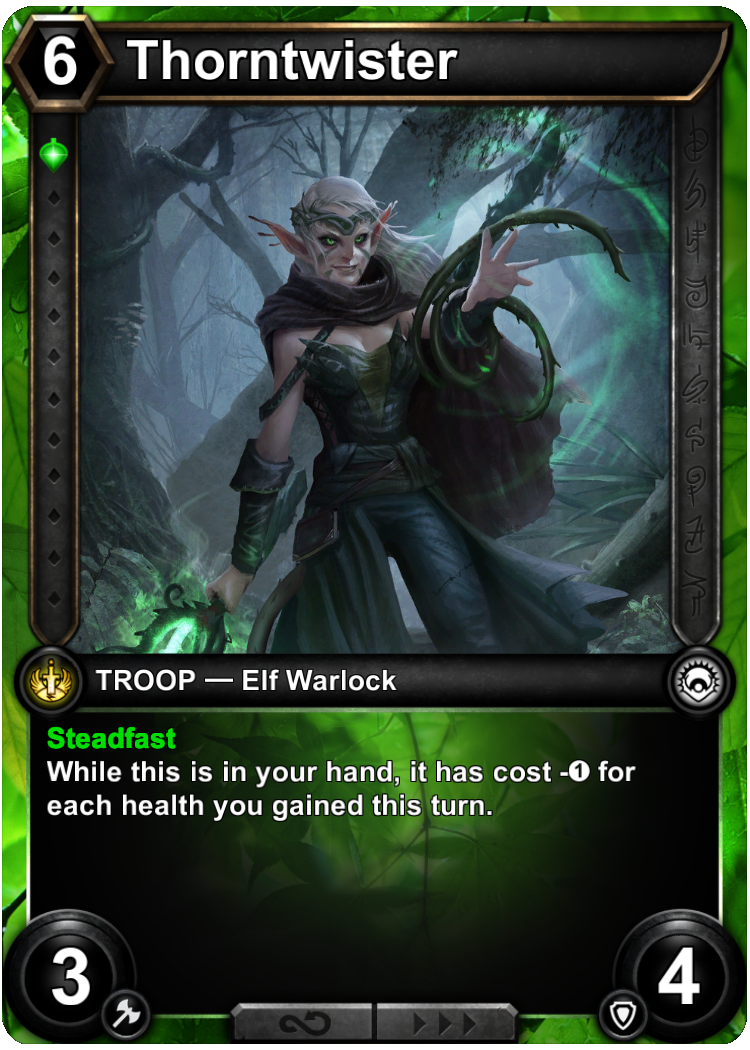 6 Thorntwister
TROOP — Elf Warlock
Steadfast
While this is in your hand, it has cost -1 for
each health you gained this turn.
3 4